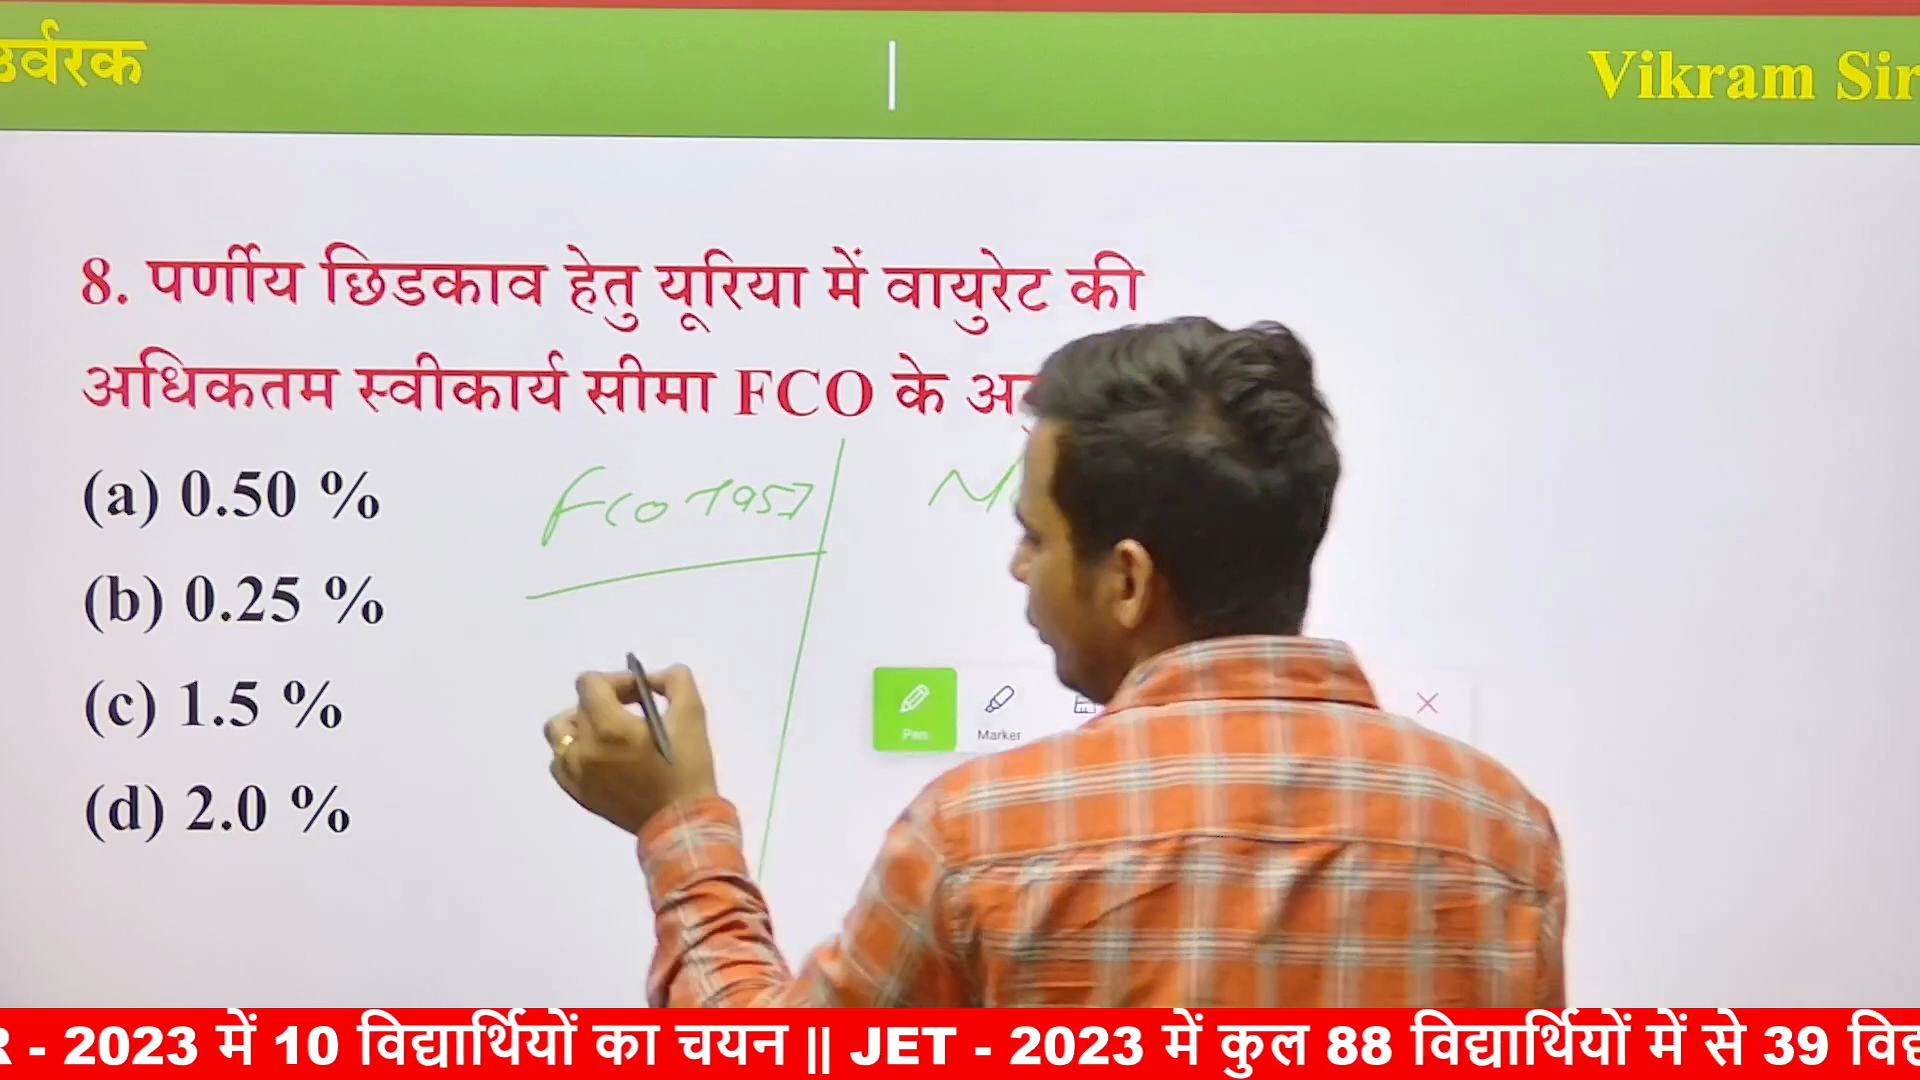 उर्वरक
Vikram Sir
8. पर्णीय छिडकाव हेतु यूरिया में वायुरेट की
अधिकतम स्वीकार्य सीमा FCO के
(a) 0.50 %
(b) 0.25 %
(c) 1.5 %
(d) 2.0 %
FCO 1957
Pen
Marker
- 2023 में 10 विद्यार्थियों का चयन || JET - 2023 में कुल 88 विद्यार्थियों में से 39